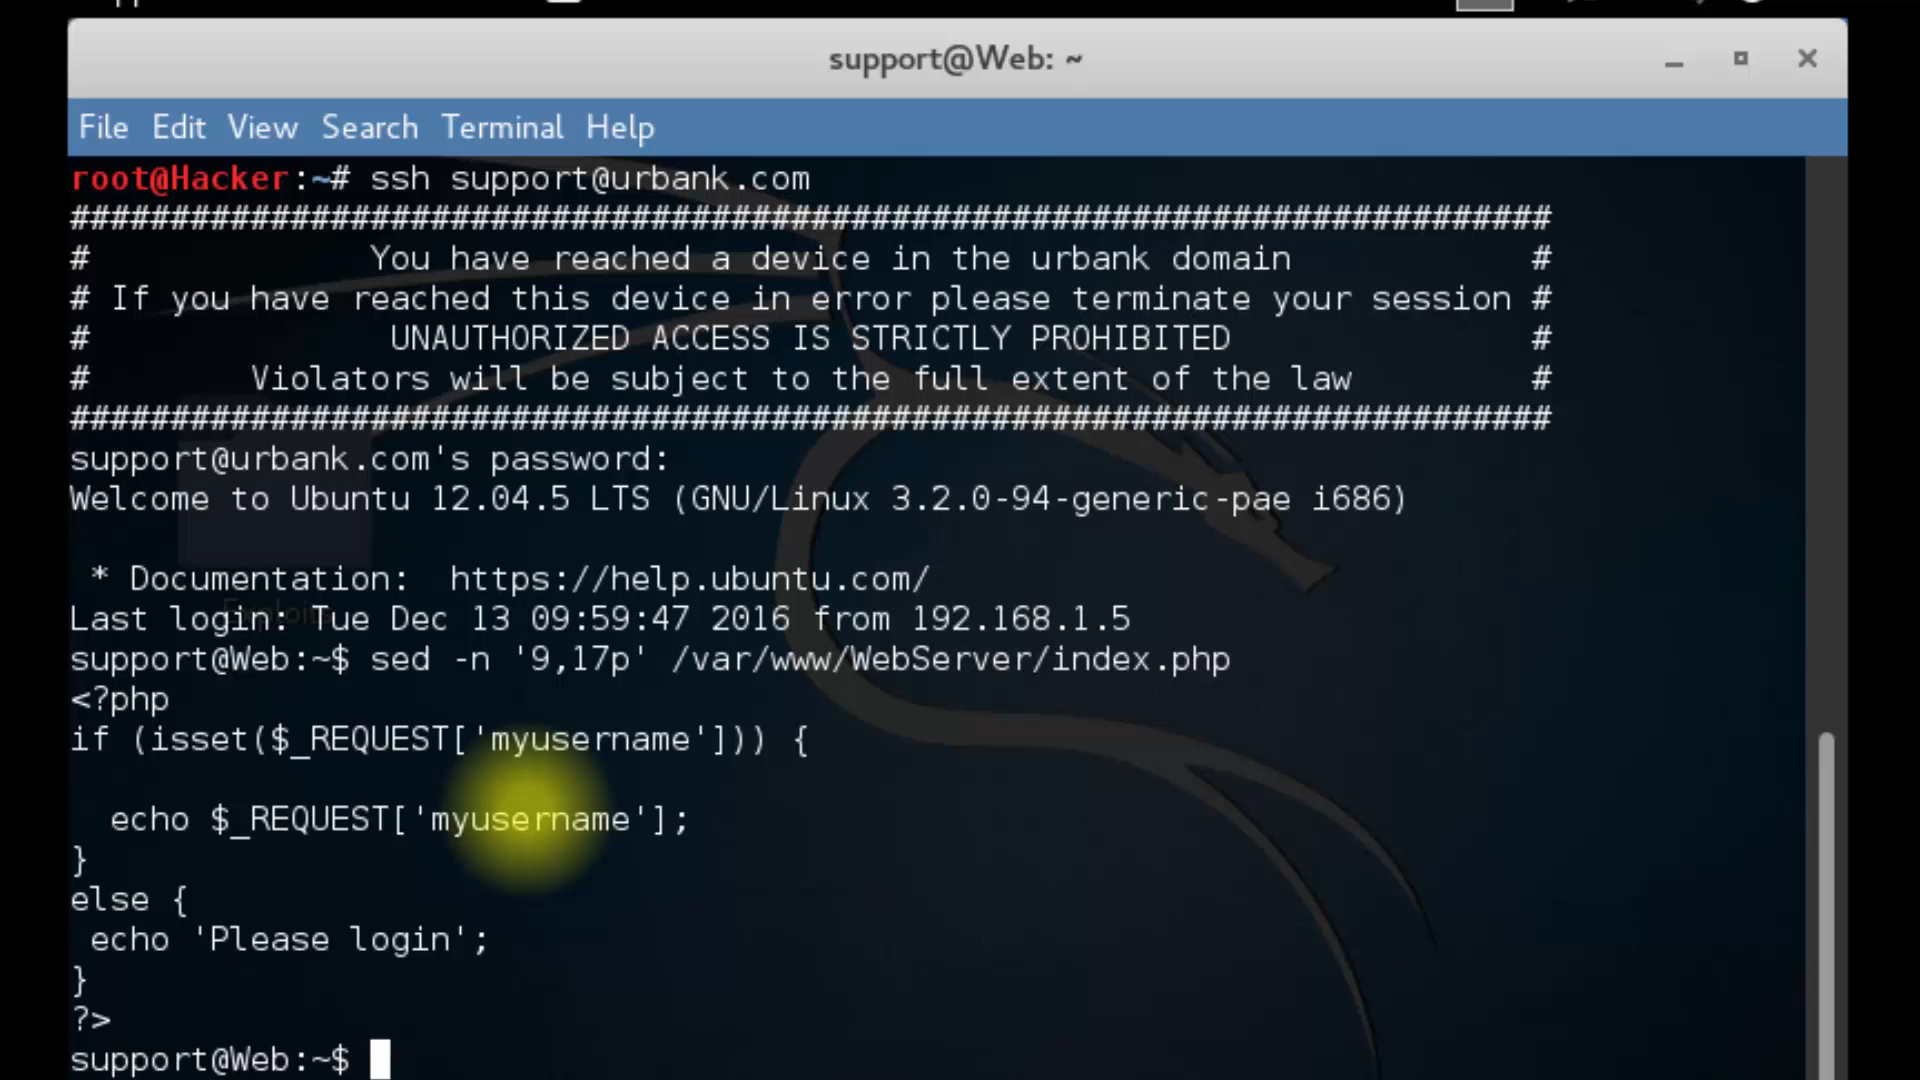 support@Web: ~
File Edit View Search Terminal Help
root@Hacker:~# ssh support@urbank.com
##########################################################################
#              You have reached a device in the urbank domain            #
# If you have reached this device in error please terminate your session #
#               UNAUTHORIZED ACCESS IS STRICTLY PROHIBITED               #
#        Violators will be subject to the full extent of the law         #
##########################################################################
support@urbank.com's password:
Welcome to Ubuntu 12.04.5 LTS (GNU/Linux 3.2.0-94-generic-pae i686)
 * Documentation:  https://help.ubuntu.com/
Last login: Tue Dec 13 09:59:47 2016 from 192.168.1.5
support@Web:~$ sed -n '9,17p' /var/www/WebServer/index.php
<?php
if (isset($_REQUEST['myusername'])) {
  echo $_REQUEST['myusername'];
}
else {
 echo 'Please login';
}
?>
support@Web:~$